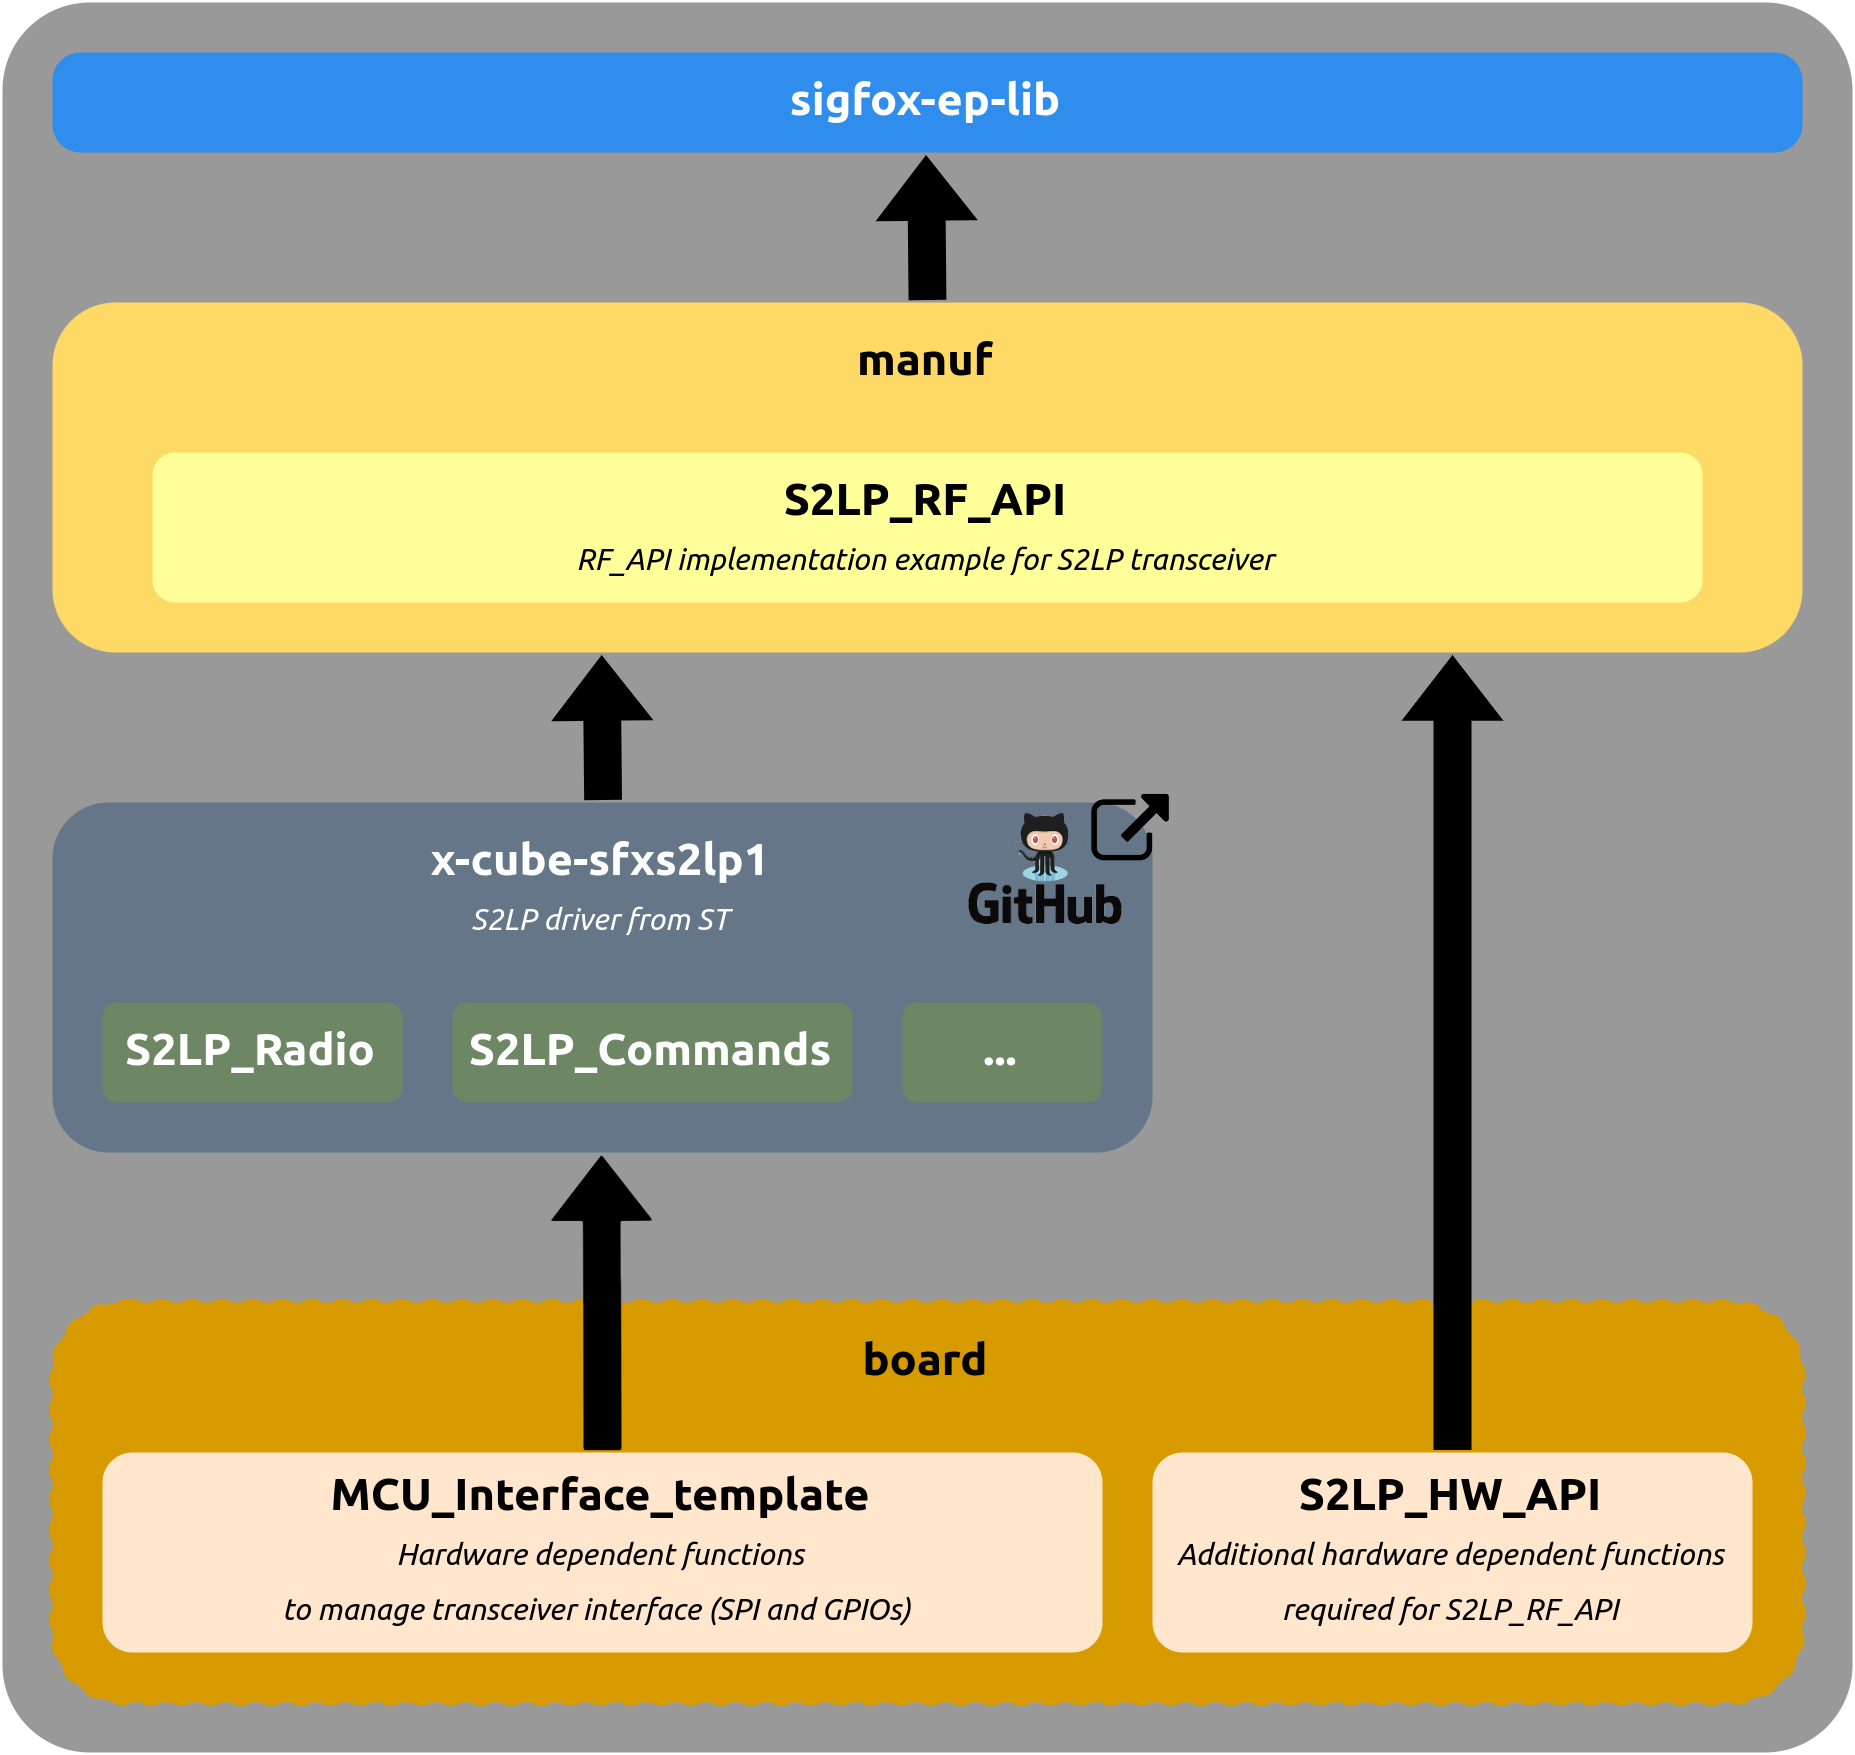 sigfox-ep-lib
manuf
S2LP_RF_API
RF_API implementation example for S2LP transceiver
x-cube-sfxs2lp1
S2LP driver from ST
GitHub
S2LP_Radio
S2LP_Commands
...
board
MCU_Interface_template
Hardware dependent functions
to manage transceiver interface (SPI and GPIOs)
S2LP_HW_API
Additional hardware dependent functions
required for S2LP_RF_API